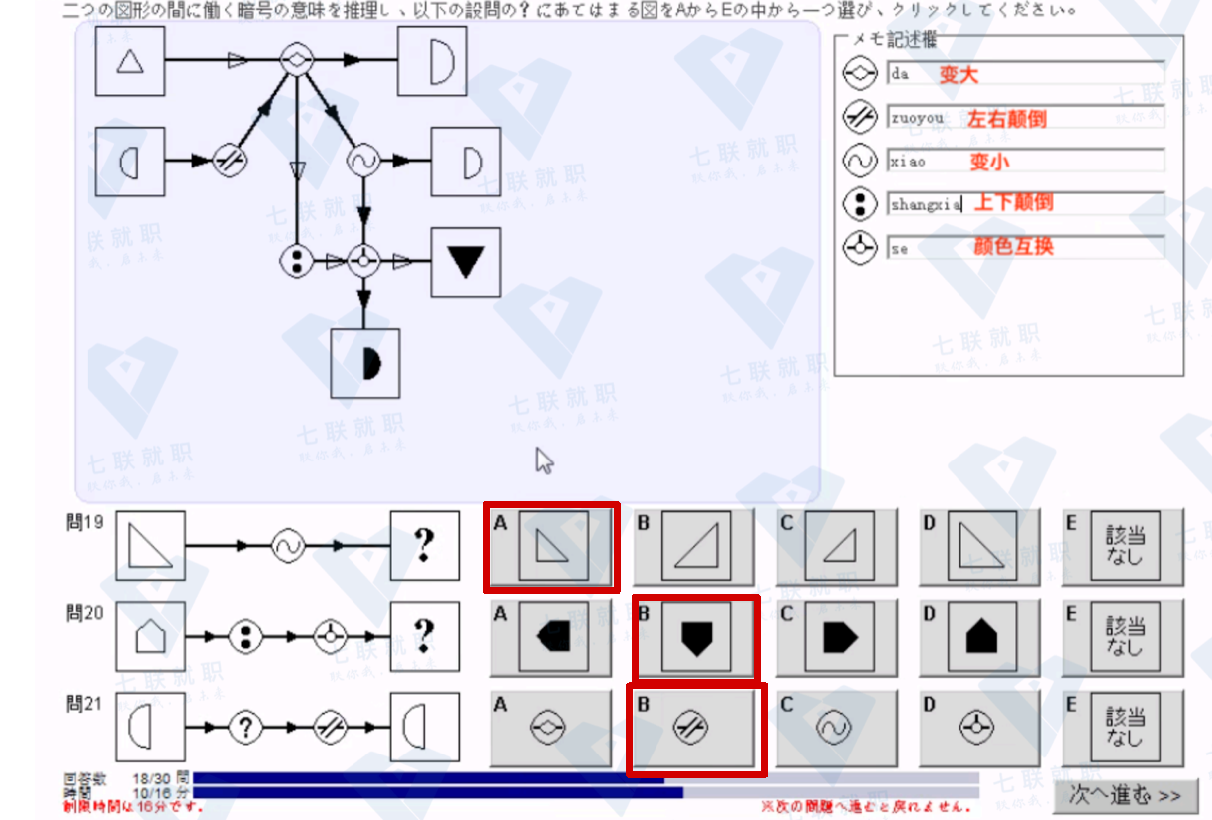 二つの図形の間に働く暗号の意味を推理し、以下の設問の?にあてはまる図をAからEの中から一つ選び、クリックしてください。
メモ記述欄
da 变大
zuoyou 左右颠倒
xiao 变小
shangxia 上下颠倒
se 颜色互换
七联就职
問19
?
A
B
C
D
E 該当なし
問20
?
A
B
C
D
E 該当なし
問21
?
A
B
C
D
E 該当なし
回答数 18/30 問
時間 10/16 分
制限時間は16分です。
※次の問題へ進むと戻れません。
次へ進む >>